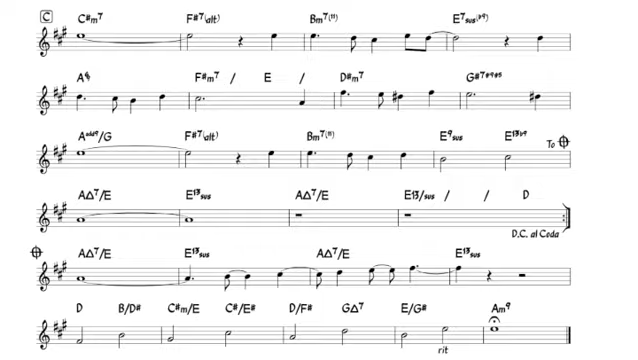 C C#m7 F#7(alt) Bm7(11) E7sus(b9)
A% F#m7 / E / D#m7 G#7#9#5
Aadd9/G F#7(alt) Bm7(11) E9sus E13b9 To
AΔ7/E E13sus AΔ7/E E13/sus / / D
D.C. al Coda
AΔ7/E E13sus AΔ7/E E13sus
D B/D# C#m/E C#/E# D/F# GΔ7 E/G# Am9
rit